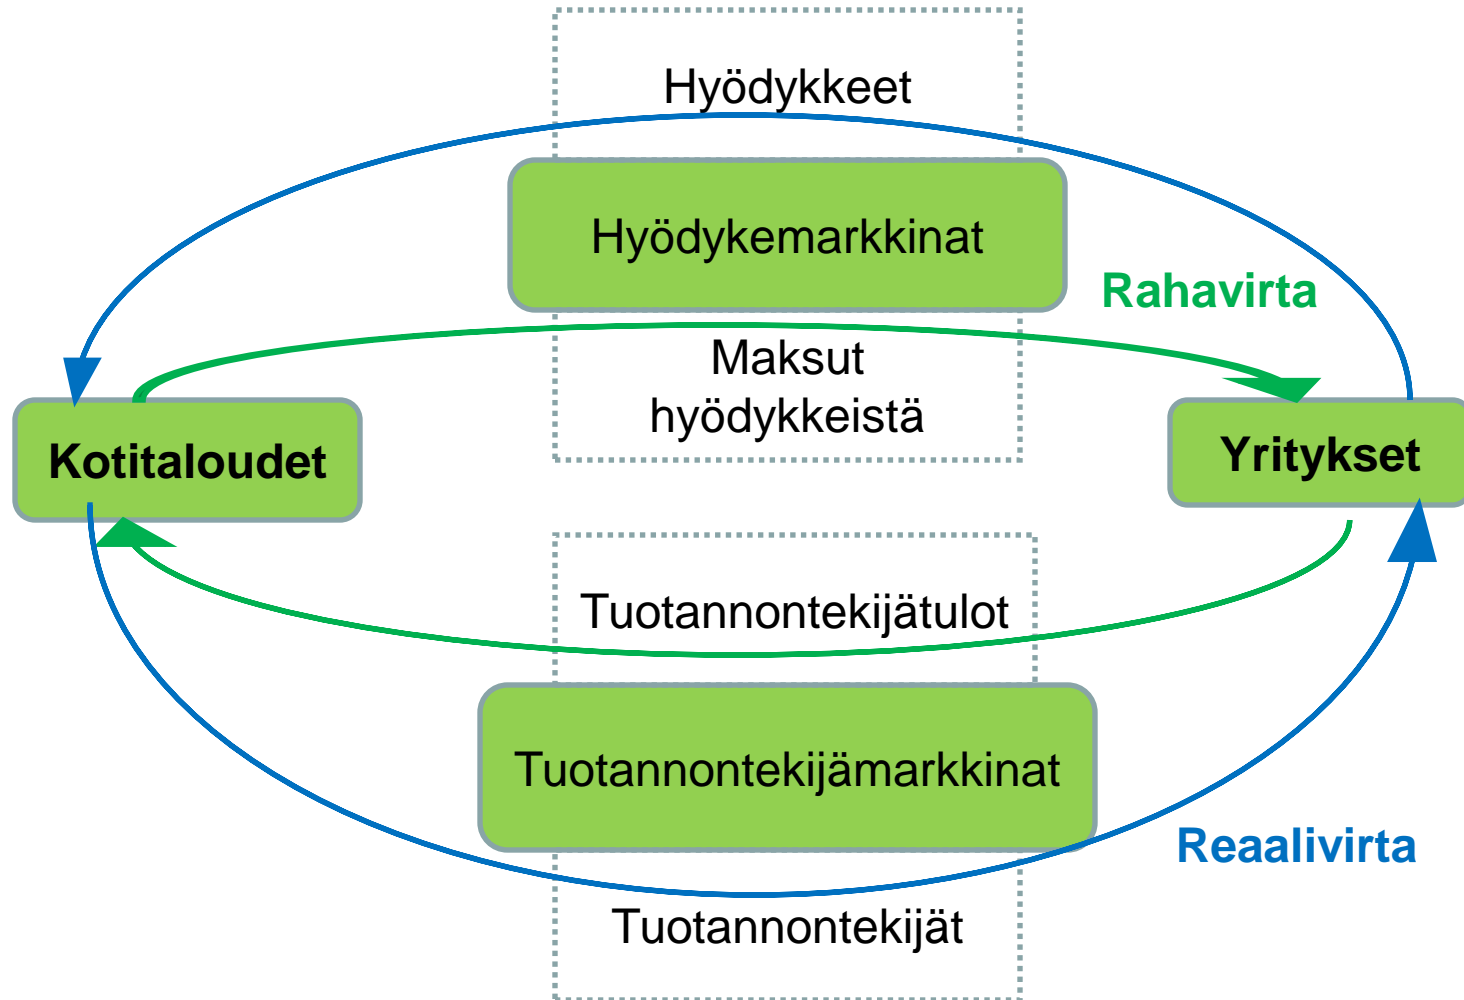 Hyödykkeet
Hyödykemarkkinat
Rahavirta
Maksut
hyödykkeistä
Kotitaloudet
Yritykset
Tuotannontekijätulot
Tuotannontekijämarkkinat
Reaalivirta
Tuotannontekijät